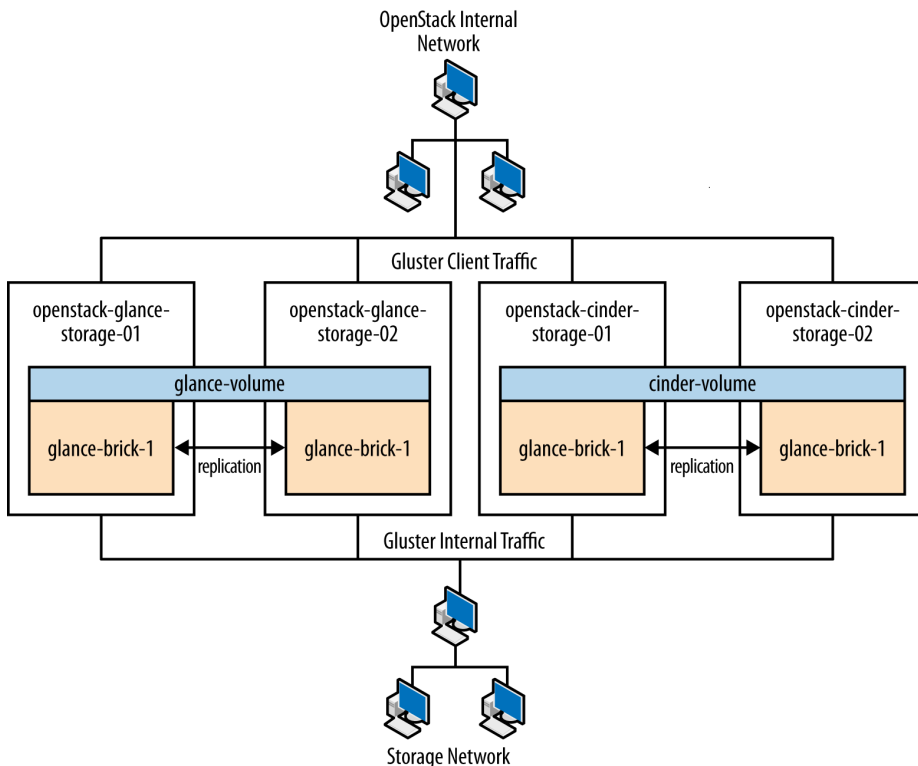 OpenStack Internal
Network
Gluster Client Traffic
openstack-glance-
storage-01
openstack-glance-
storage-02
openstack-cinder-
storage-01
openstack-cinder-
storage-02
glance-volume
cinder-volume
glance-brick-1
replication
glance-brick-1
glance-brick-1
replication
glance-brick-1
Gluster Internal Traffic
Storage Network